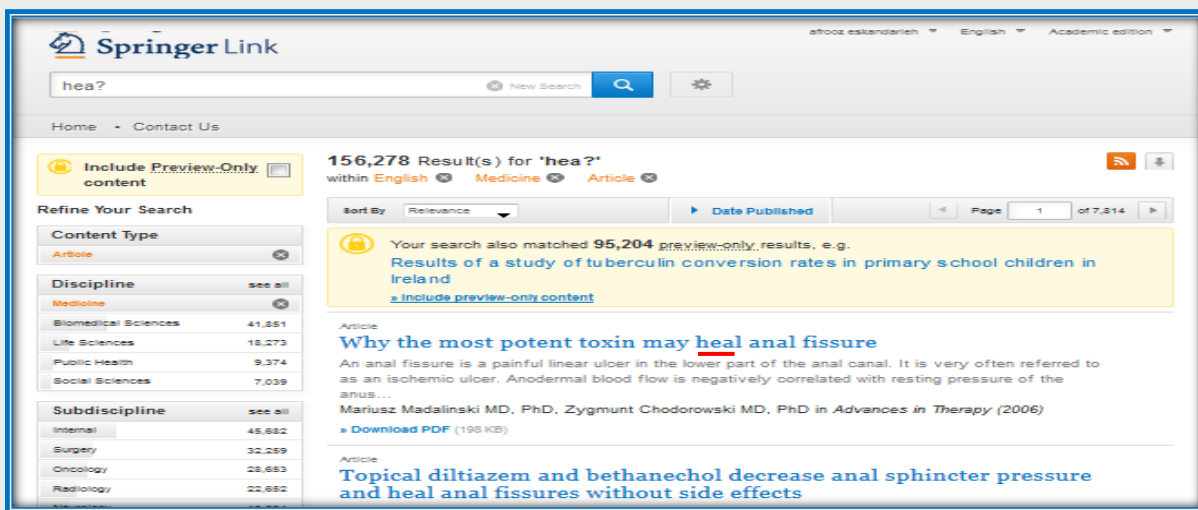 Springer Link
afrooz eskandarieh English Academic edition
hea? New Search
Home • Contact Us
Include Preview-Only content
Refine Your Search
Content Type
Article
Discipline see all
Medicine
Biomedical Sciences 41,851
Life Sciences 18,273
Public Health 9,374
Social Sciences 7,039
Subdiscipline see all
Internal 45,682
Surgery 32,259
Oncology 28,653
Radiology 22,652
156,278 Result(s) for 'hea?'
within English Medicine Article
Sort By Relevance Date Published Page 1 of 7,814
Your search also matched 95,204 preview-only results, e.g.
Results of a study of tuberculin conversion rates in primary school children in
Ireland
» Include preview-only content
Article
Why the most potent toxin may heal anal fissure
An anal fissure is a painful linear ulcer in the lower part of the anal canal. It is very often referred to
as an ischemic ulcer. Anodermal blood flow is negatively correlated with resting pressure of the
anus...
Mariusz Madalinski MD, PhD, Zygmunt Chodorowski MD, PhD in Advances in Therapy (2006)
» Download PDF (198 KB)
Article
Topical diltiazem and bethanechol decrease anal sphincter pressure
and heal anal fissures without side effects